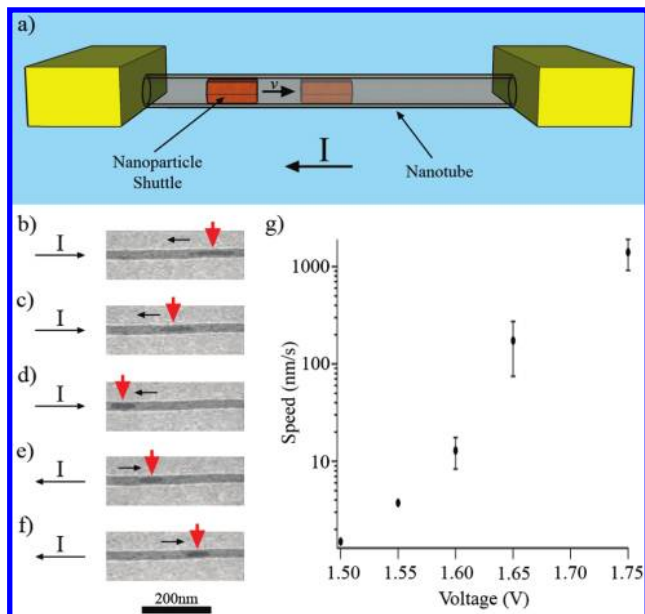 a)
v
Nanoparticle
Shuttle
I
Nanotube
b)
I
c)
I
d)
I
e)
I
f)
I
200nm
g)
1000
100
10
Speed (nm/s)
1.50 1.55 1.60 1.65 1.70 1.75
Voltage (V)